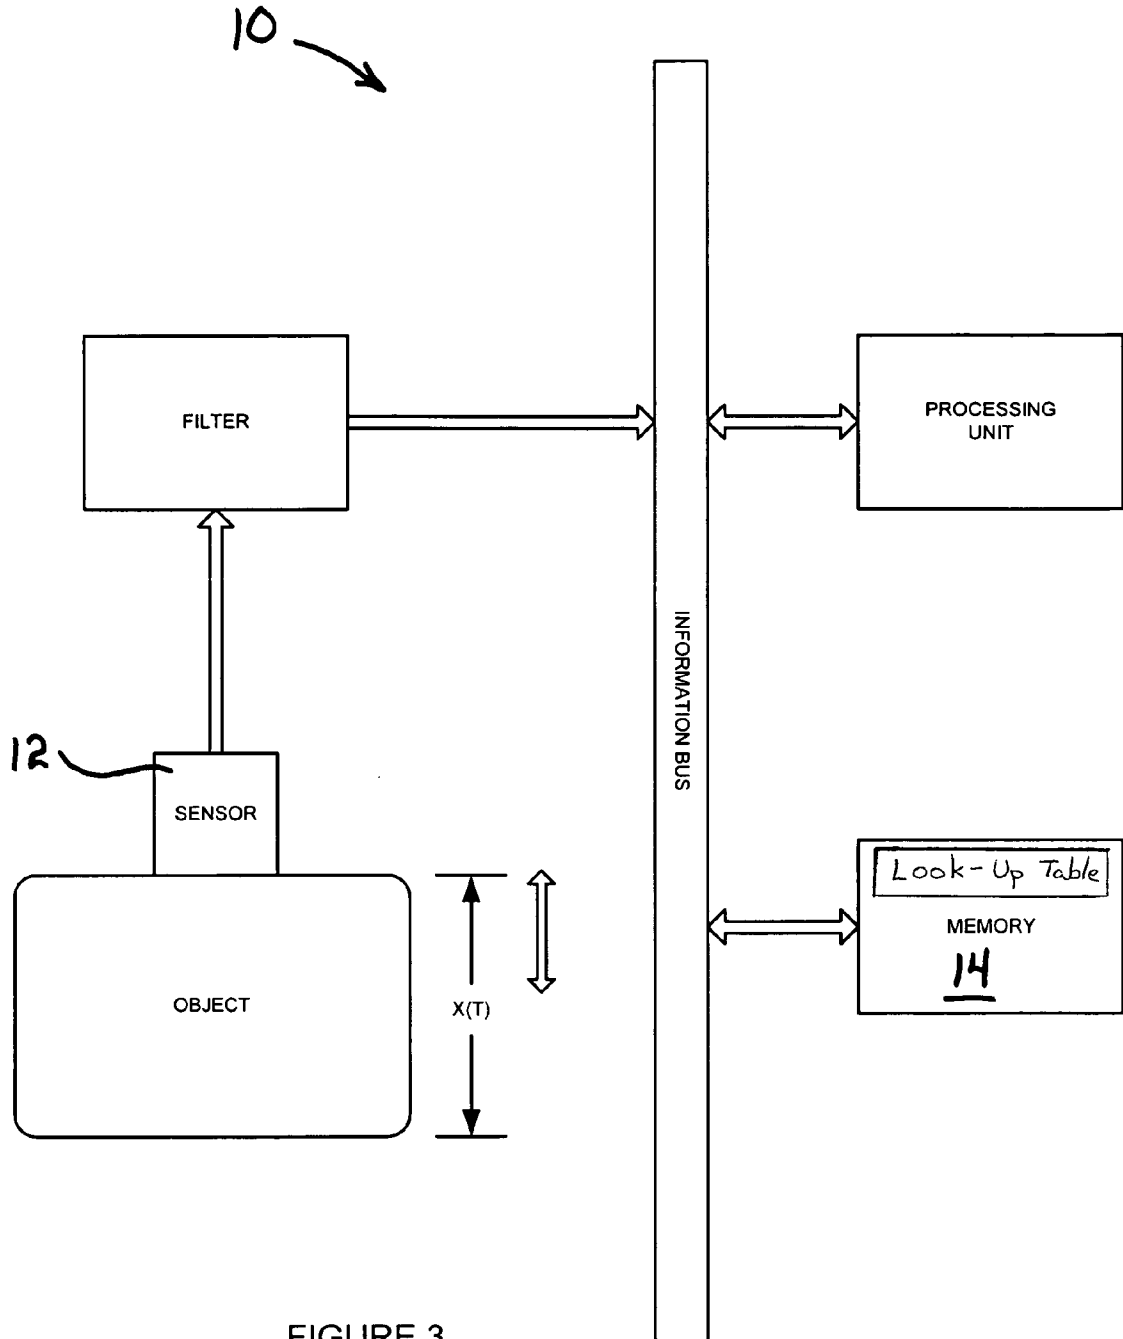 10
FILTER
PROCESSING
UNIT
INFORMATION BUS
12
SENSOR
Look-Up Table
MEMORY
14
OBJECT
X(T)
FIGURE 3